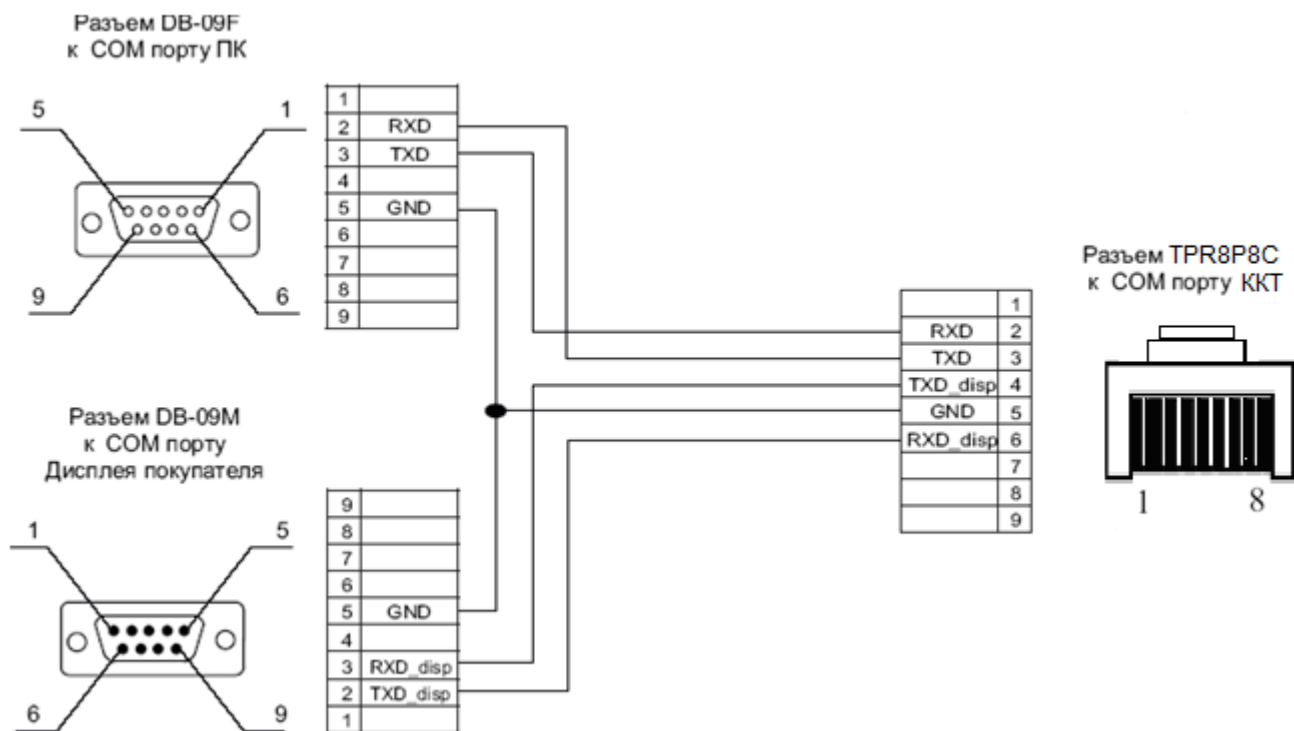 Разъем DB-09F
к COM порту ПК
5
1
9
6
1
2 RXD
3 TXD
4
5 GND
6
7
8
9
Разъем DB-09M
к COM порту
Дисплея покупателя
1
5
6
9
9
8
7
6
5 GND
4
3 RXD_disp
2 TXD_disp
1
1
RXD 2
TXD 3
TXD_disp 4
GND 5
RXD_disp 6
7
8
9
Разъем TPR8P8C
к COM порту ККТ
1
8